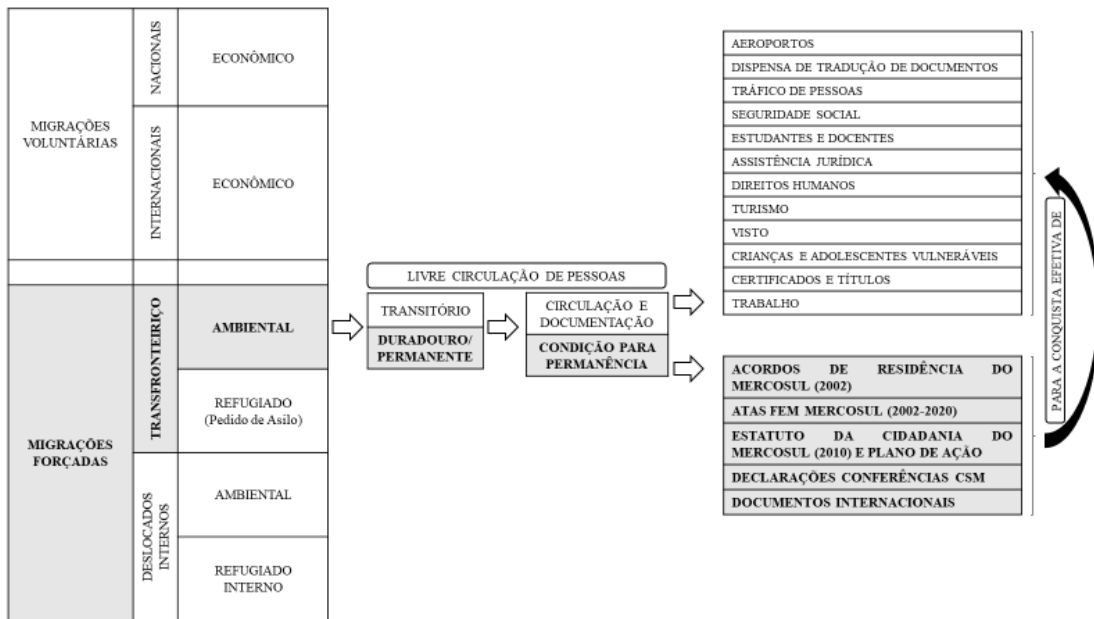 MIGRAÇÕES
VOLUNTÁRIAS
NACIONAIS
ECONÔMICO
INTERNACIONAIS
ECONÔMICO
MIGRAÇÕES
FORÇADAS
TRANSFRONTEIRIÇO
AMBIENTAL
REFUGIADO
(Pedido de Asilo)
DESLOCADOS
INTERNOS
AMBIENTAL
REFUGIADO
INTERNO
LIVRE CIRCULAÇÃO DE PESSOAS
TRANSITÓRIO
DURADOURO/
PERMANENTE
CIRCULAÇÃO E
DOCUMENTAÇÃO
CONDIÇÃO PARA
PERMANÊNCIA
AEROPORTOS
DISPENSA DE TRADUÇÃO DE DOCUMENTOS
TRÁFICO DE PESSOAS
SEGURIDADE SOCIAL
ESTUDANTES E DOCENTES
ASSISTÊNCIA JURÍDICA
DIREITOS HUMANOS
TURISMO
VISTO
CRIANÇAS E ADOLESCENTES VULNERÁVEIS
CERTIFICADOS E TÍTULOS
TRABALHO
ACORDOS DE RESIDÊNCIA DO
MERCOSUL (2002)
ATAS FEM MERCOSUL (2002-2020)
ESTATUTO DA CIDADANIA DO
MERCOSUL (2010) E PLANO DE AÇÃO
DECLARAÇÕES CONFERÊNCIAS CSM
DOCUMENTOS INTERNACIONAIS
PARA A CONQUISTA EFETIVA DE